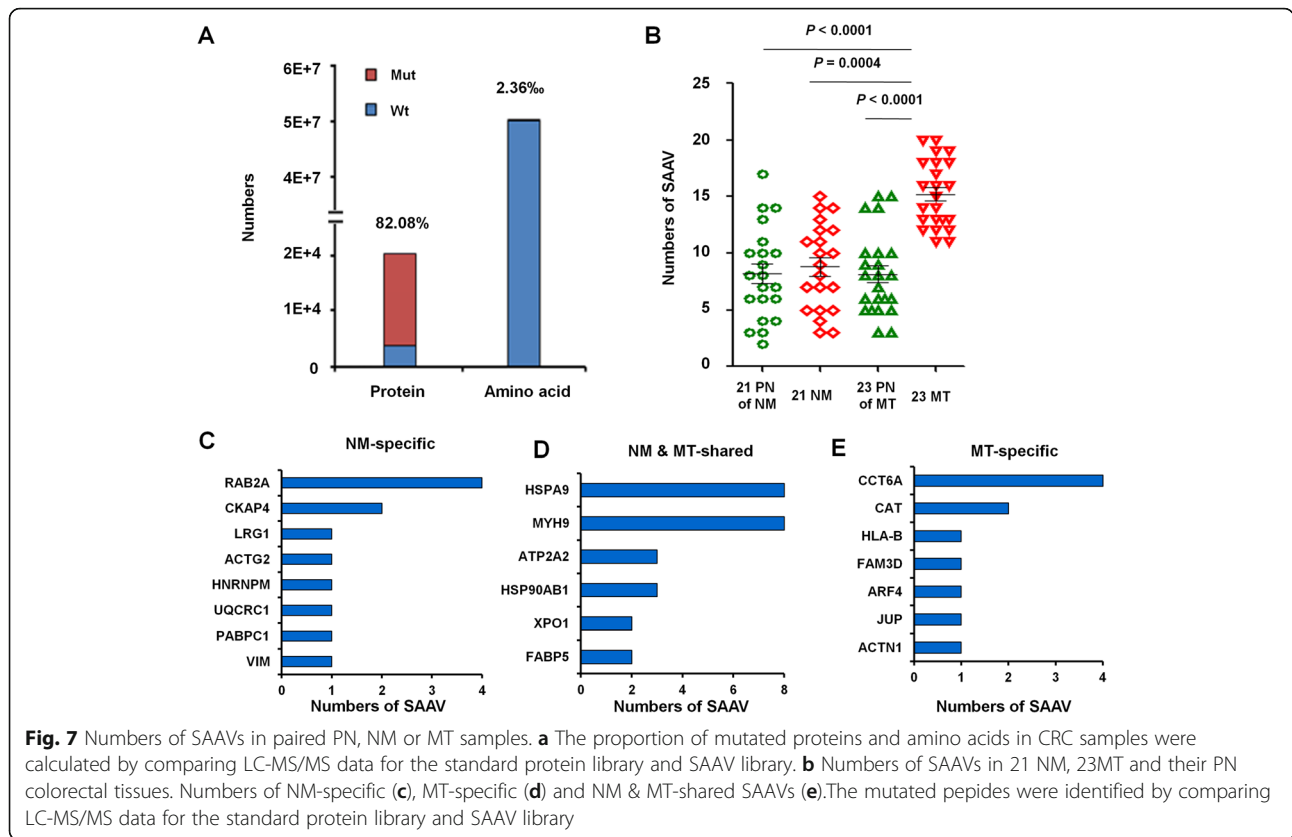 A
6E+7
5E+7
4E+7
2E+4
1E+4
0
Numbers
Mut
Wt
82.08%
2.36‰
Protein
Amino acid
B
P < 0.0001
P = 0.0004
P < 0.0001
25
20
15
10
5
0
Numbers of SAAV
21 PN of NM
21 NM
23 PN of MT
23 MT
C
NM-specific
RAB2A
CKAP4
LRG1
ACTG2
HNRNPM
UQCRC1
PABPC1
VIM
0 1 2 3 4
Numbers of SAAV
D
NM & MT-shared
HSPA9
MYH9
ATP2A2
HSP90AB1
XPO1
FABP5
0 2 4 6 8
Numbers of SAAV
E
MT-specific
CCT6A
CAT
HLA-B
FAM3D
ARF4
JUP
ACTN1
0 1 2 3 4
Numbers of SAAV
Fig. 7 Numbers of SAAVs in paired PN, NM or MT samples. a The proportion of mutated proteins and amino acids in CRC samples were
calculated by comparing LC-MS/MS data for the standard protein library and SAAV library. b Numbers of SAAVs in 21 NM, 23MT and their PN
colorectal tissues. Numbers of NM-specific (c), MT-specific (d) and NM & MT-shared SAAVs (e).The mutated pepides were identified by comparing
LC-MS/MS data for the standard protein library and SAAV library